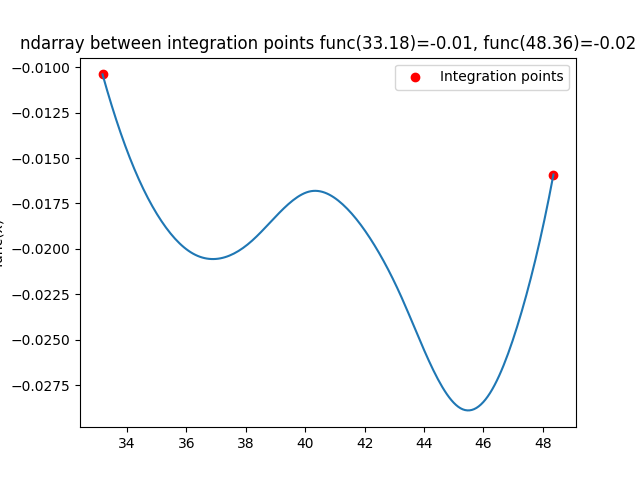 ndarray between integration points func(33.18)=-0.01, func(48.36)=-0.02
Integration points
−0.0100
−0.0125
−0.0150
−0.0175
−0.0200
−0.0225
−0.0250
−0.0275
34 36 38 40 42 44 46 48